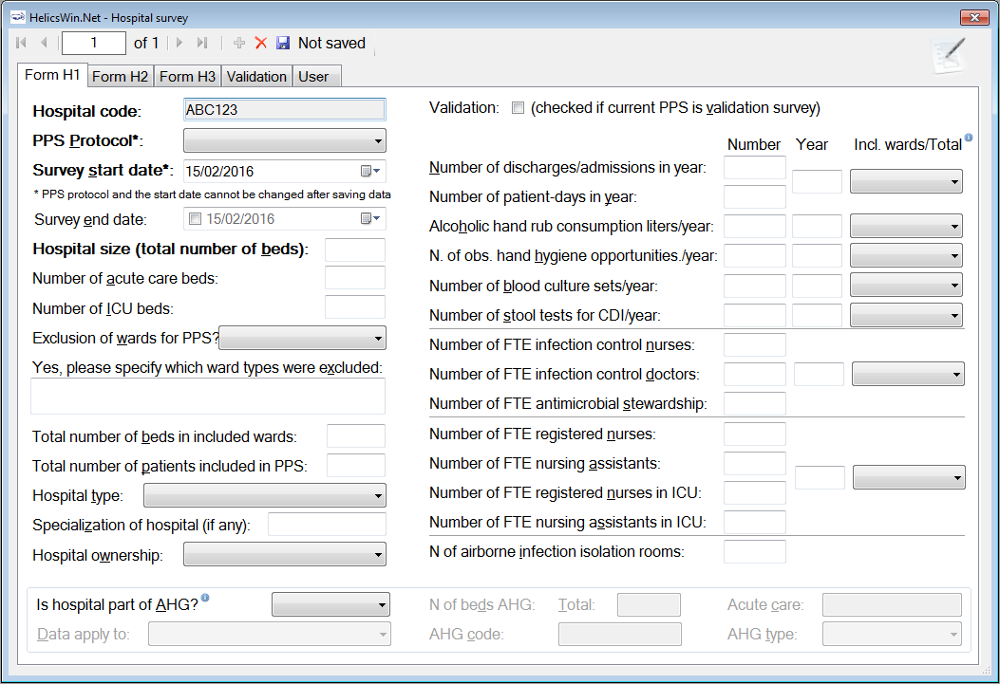 HelicsWin.Net - Hospital survey
1 of 1 Not saved
Form H1 Form H2 Form H3 Validation User
Hospital code: ABC123
PPS Protocol*:
Survey start date*: 15/02/2016
* PPS protocol and the start date cannot be changed after saving data
Survey end date: 15/02/2016
Hospital size (total number of beds):
Number of acute care beds:
Number of ICU beds:
Exclusion of wards for PPS?
Yes, please specify which ward types were excluded:
Total number of beds in included wards:
Total number of patients included in PPS:
Hospital type:
Specialization of hospital (if any):
Hospital ownership:
Validation: (checked if current PPS is validation survey)
Number Year Incl. wards/Total
Number of discharges/admissions in year:
Number of patient-days in year:
Alcoholic hand rub consumption liters/year:
N. of obs. hand hygiene opportunities./year:
Number of blood culture sets/year:
Number of stool tests for CDI/year:
Number of FTE infection control nurses:
Number of FTE infection control doctors:
Number of FTE antimicrobial stewardship:
Number of FTE registered nurses:
Number of FTE nursing assistants:
Number of FTE registered nurses in ICU:
Number of FTE nursing assistants in ICU:
N of airborne infection isolation rooms:
Is hospital part of AHG? N of beds AHG: Total: Acute care:
Data apply to: AHG code: AHG type: